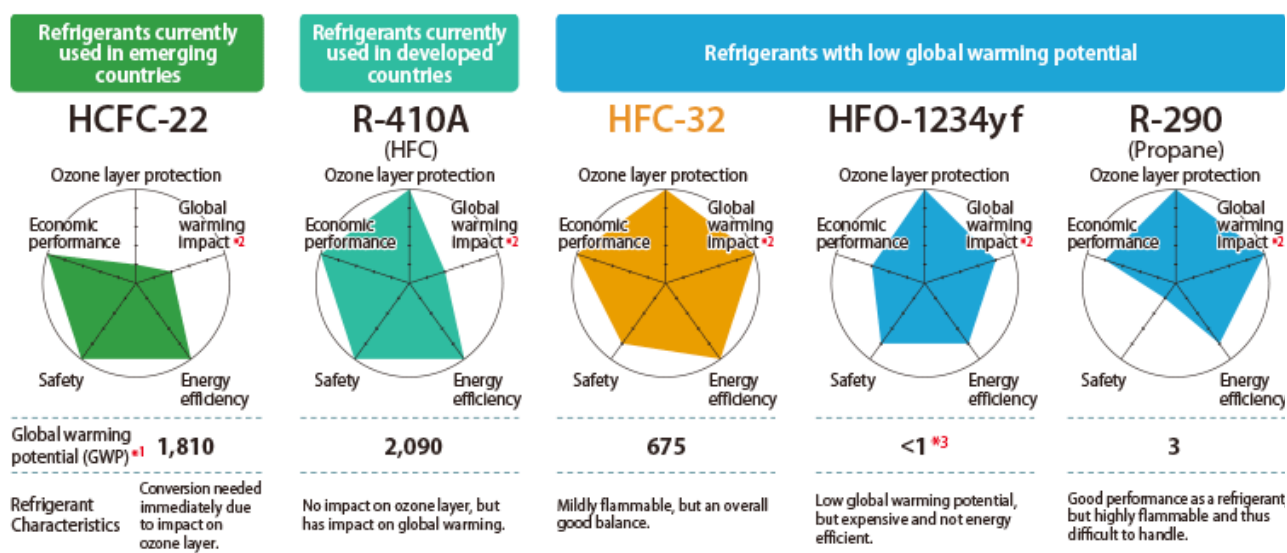 Refrigerants currently
used in emerging
countries
Refrigerants currently
used in developed
countries
Refrigerants with low global warming potential
HCFC-22
R-410A
(HFC)
HFC-32
HFO-1234yf
R-290
(Propane)
Ozone layer protection
Economic
performance
Global
warming
impact *2
Safety
Energy
efficiency
Ozone layer protection
Economic
performance
Global
warming
impact *2
Safety
Energy
efficiency
Ozone layer protection
Economic
performance
Global
warming
impact *2
Safety
Energy
efficiency
Ozone layer protection
Economic
performance
Global
warming
impact *2
Safety
Energy
efficiency
Ozone layer protection
Economic
performance
Global
warming
impact *2
Safety
Energy
efficiency
Global warming
potential (GWP) *1
1,810
2,090
675
<1 *3
3
Refrigerant
Characteristics
Conversion needed
immediately due
to impact on
ozone layer.
No impact on ozone layer, but
has impact on global warming.
Mildly flammable, but an overall
good balance.
Low global warming potential,
but expensive and not energy
efficient.
Good performance as a refrigerant,
but highly flammable and thus
difficult to handle.